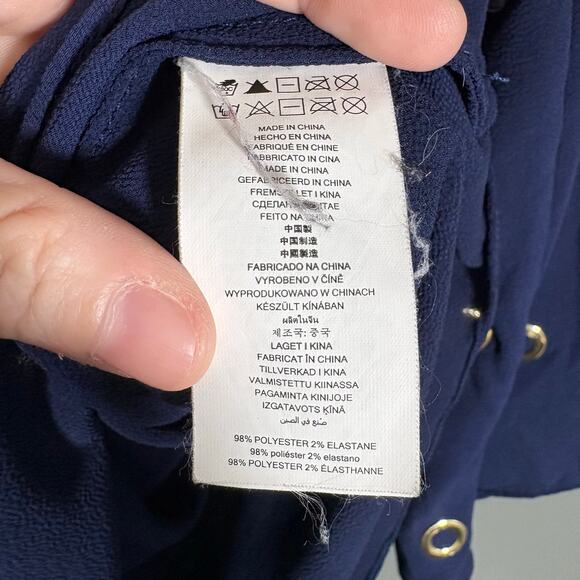 MADE IN CHINA
HECHO EN CHINA
FABRIQUÉ EN CHINE
FABBRICATO IN CINA
MADE IN CHINA
GEFABRICEERD IN CHINA
I KINA
СДЕЛАНО
FEITO NA CHINA
中国製
中国制造
中國製造
FABRICADO NA CHINA
VYROBENO V ČÍNĚ
WYPRODUKOWANO W CHINACH
KÉSZÜLT KÍNÁBAN
ผลิตในจีน
제조국: 중국
LAGET I KINA
FABRICAT ÎN CHINA
TILLVERKAD I KINA
VALMISTETTU KIINASSA
PAGAMINTA KINIJOJE
IZGATAVOTS ĶĪNĀ
صنع في الصين
98% POLYESTER 2% ELASTANE
98% poliéster 2% elastano
98% POLYESTER 2% ÉLASTHANNE